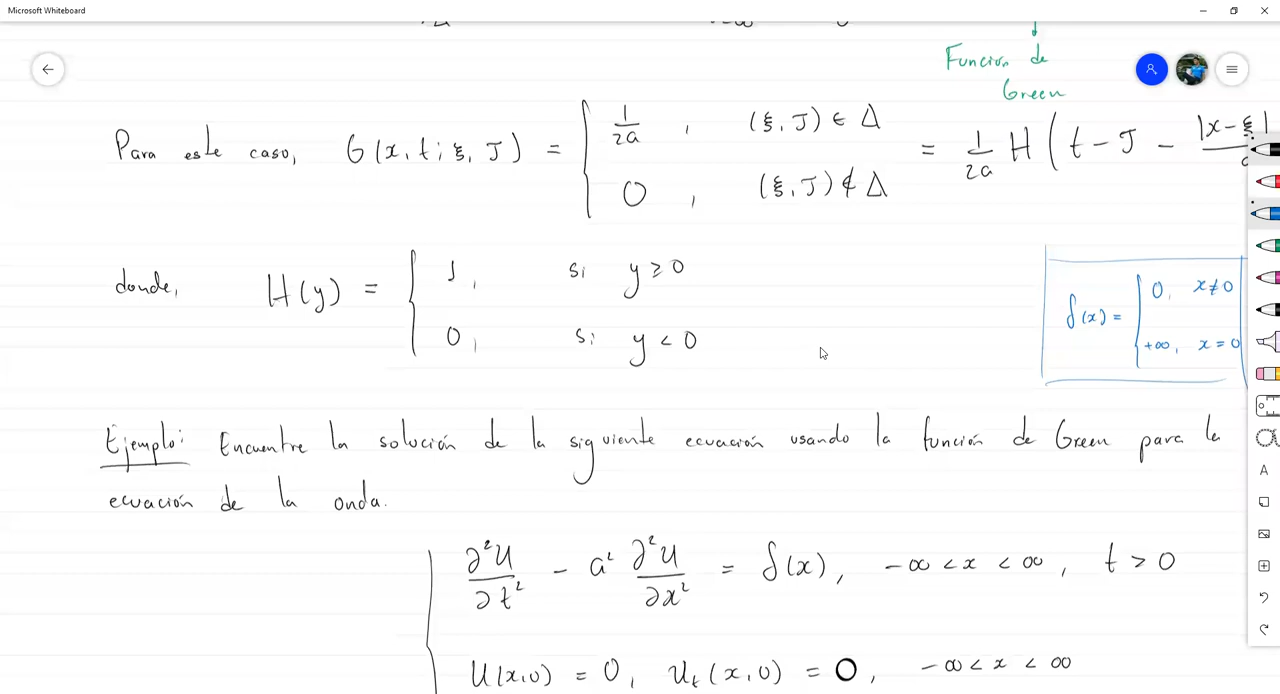 Microsoft Whiteboard
Función de
Green
Para este caso, G(x, t; ξ, J) = { 1/2a , (ξ, J) ∈ Δ = 1/2a H ( t - J - |x - ξ|
0 , (ξ, J) ∉ Δ
donde, H(y) = { 1, si y ≥ 0
0, si y < 0
δ(x) = { 0, x ≠ 0
+∞, x = 0
Ejemplo: Encuentre la solución de la siguiente ecuación usando la función de Green para la
ecuación de la onda.
∂²U/∂t² - a² ∂²U/∂x² = δ(x), -∞ < x < ∞, t > 0
U(x,0) = 0, U_t(x,0) = 0, -∞ < x < ∞
A